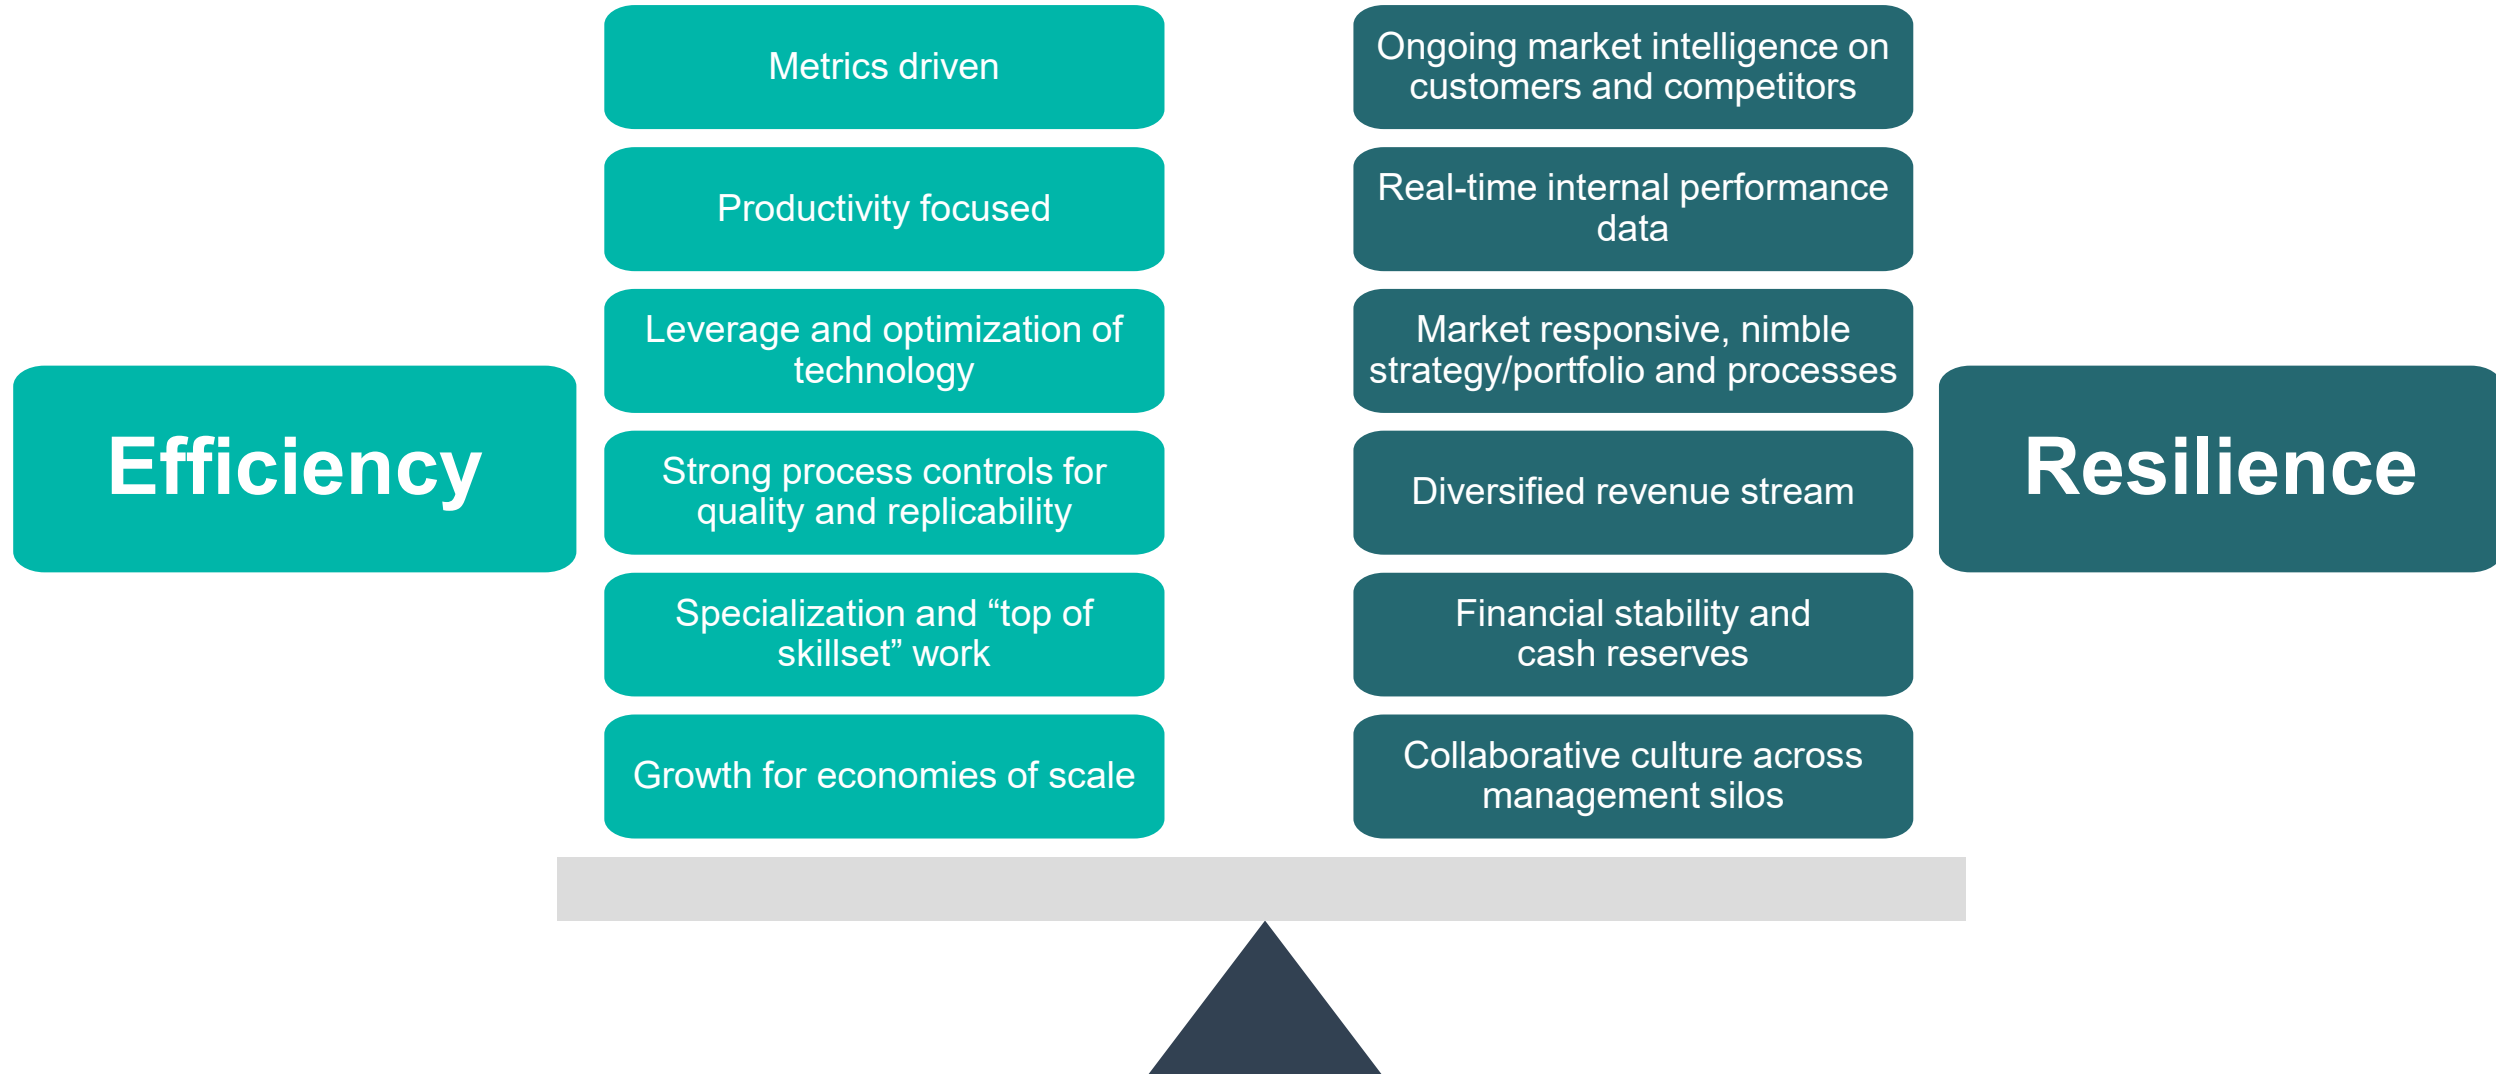 Efficiency
Metrics driven
Productivity focused
Leverage and optimization of
technology
Strong process controls for
quality and replicability
Specialization and “top of
skillset” work
Growth for economies of scale
Ongoing market intelligence on
customers and competitors
Real-time internal performance
data
Market responsive, nimble
strategy/portfolio and processes
Diversified revenue stream
Financial stability and
cash reserves
Collaborative culture across
management silos
Resilience